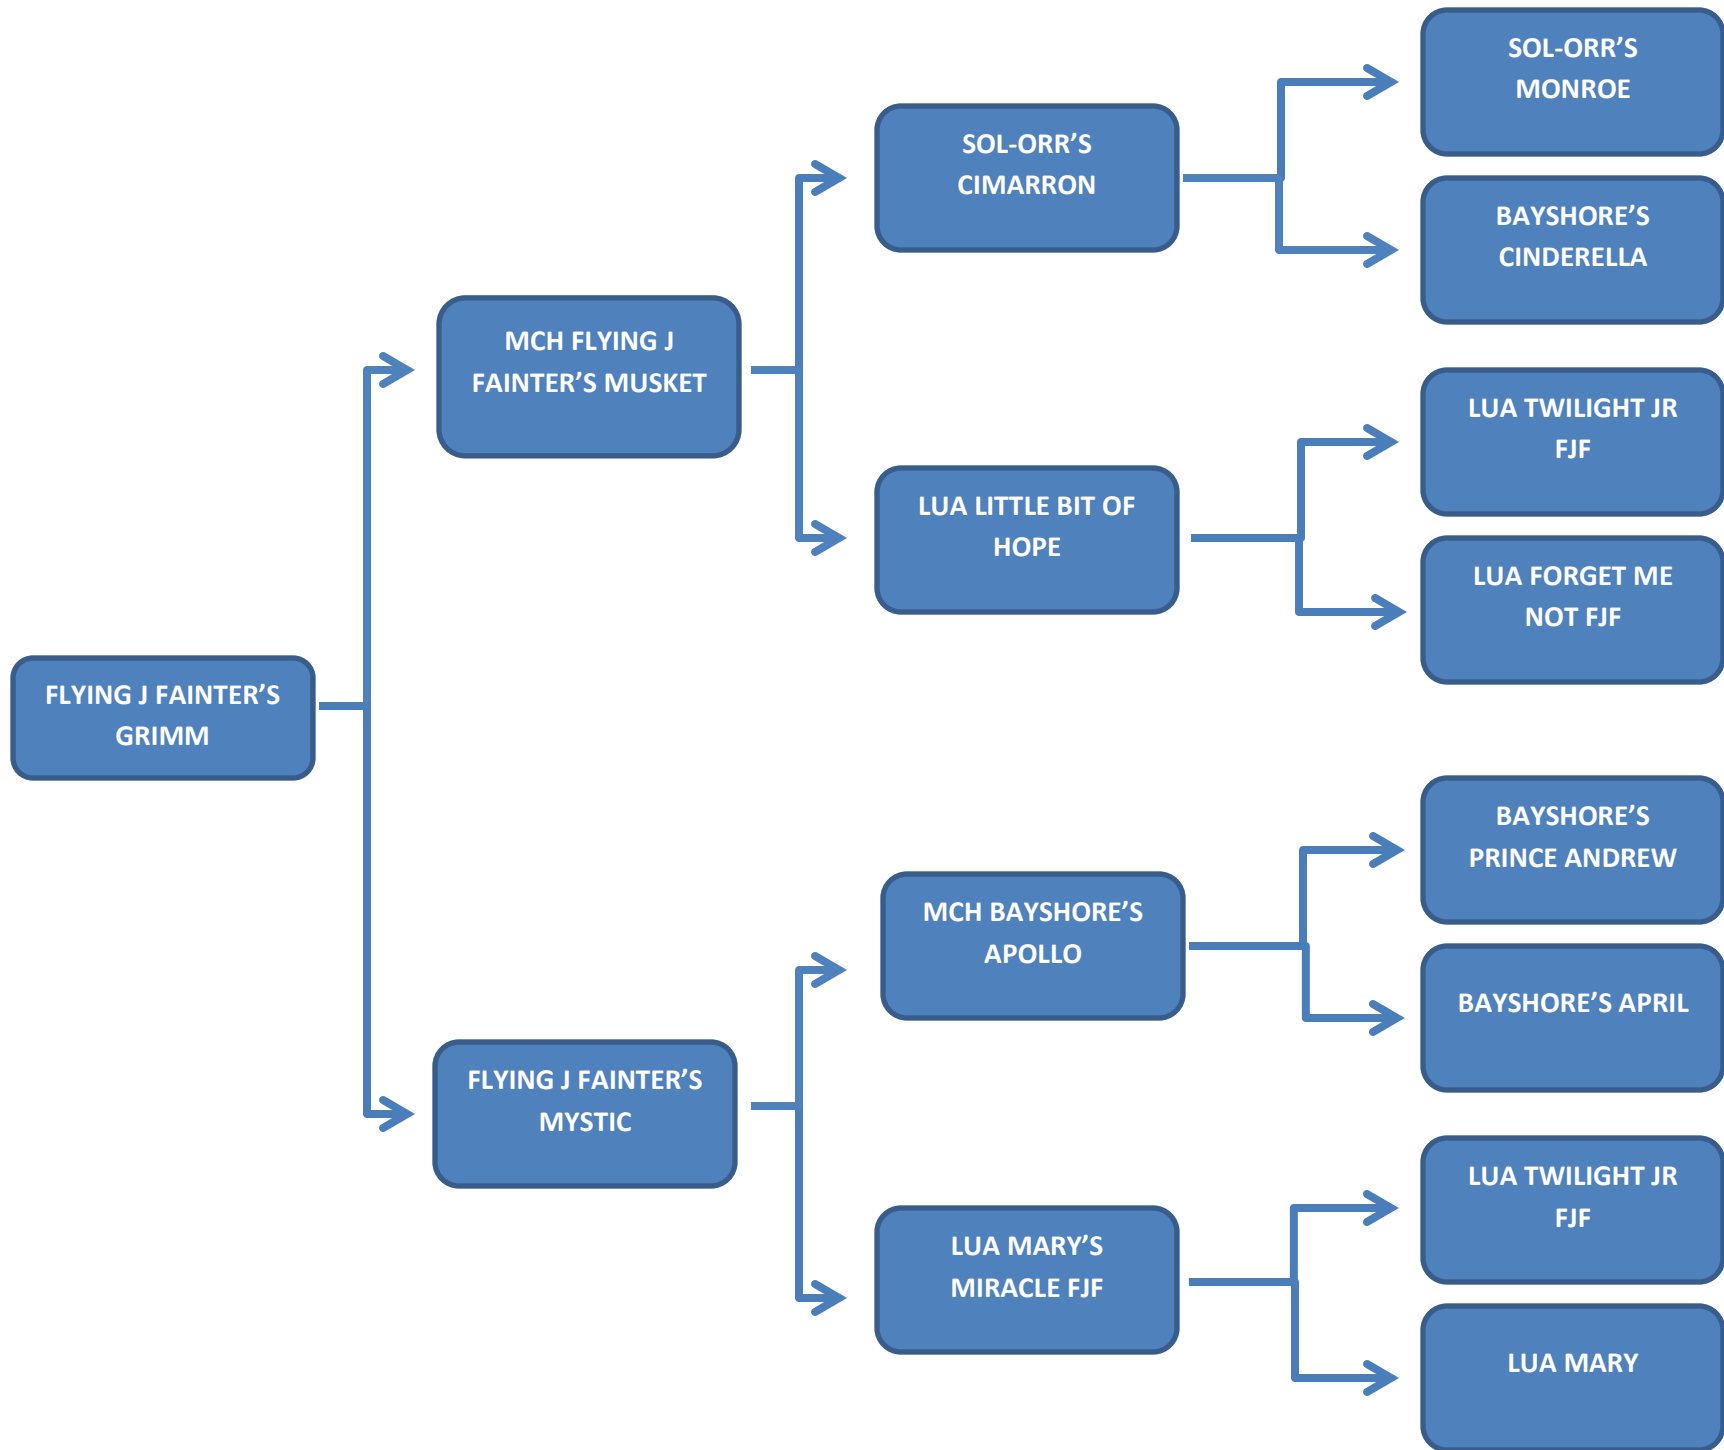 SOL-ORR’S
MONROE
SOL-ORR’S
CIMARRON
BAYSHORE’S
CINDERELLA
MCH FLYING J
FAINTER’S MUSKET
LUA TWILIGHT JR
FJF
LUA LITTLE BIT OF
HOPE
LUA FORGET ME
NOT FJF
FLYING J FAINTER’S
GRIMM
BAYSHORE’S
PRINCE ANDREW
MCH BAYSHORE’S
APOLLO
BAYSHORE’S APRIL
FLYING J FAINTER’S
MYSTIC
LUA TWILIGHT JR
FJF
LUA MARY’S
MIRACLE FJF
LUA MARY